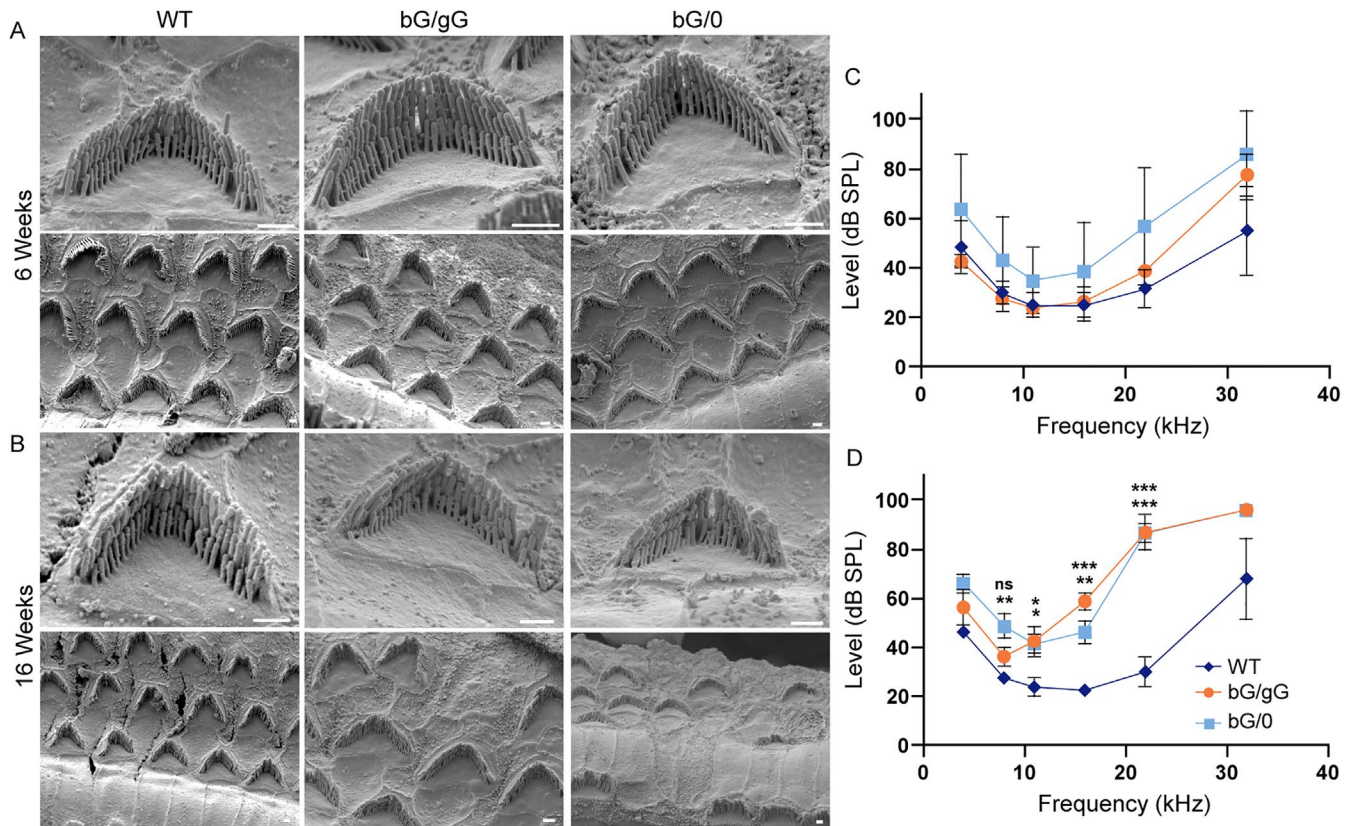 WT
bG/gG
bG/0
A
6 Weeks
B
16 Weeks
C
Level (dB SPL)
100
80
60
40
20
0
0
10
20
30
40
Frequency (kHz)
D
Level (dB SPL)
100
80
60
40
20
0
ns
**
*
*
***
**
***
***
WT
bG/gG
bG/0
0
10
20
30
40
Frequency (kHz)